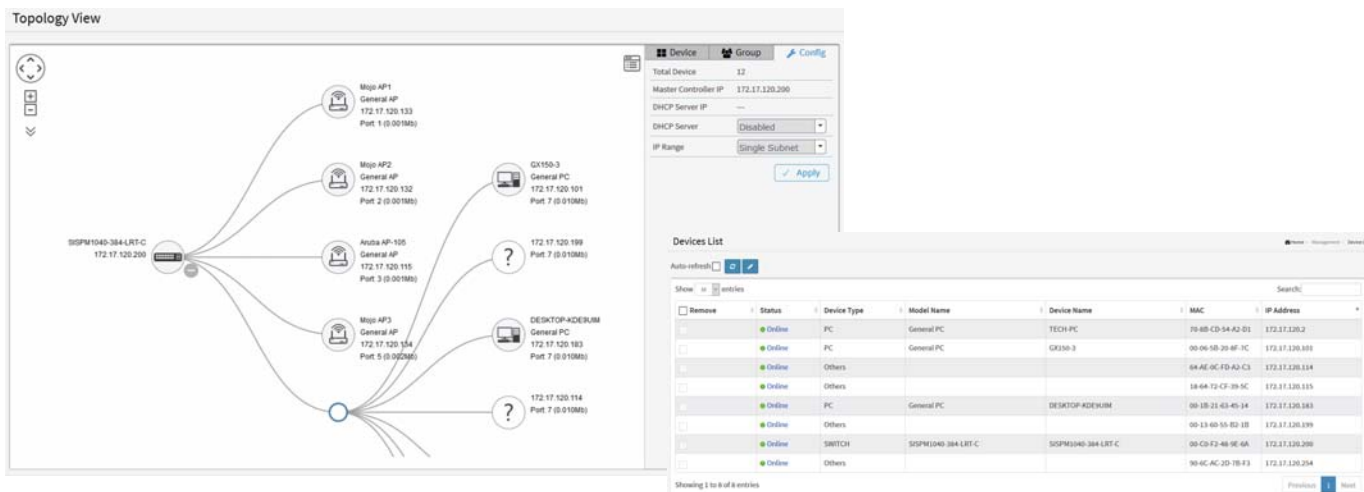 Topology View
Device
Group
Config
Total Device 12
Master Controller IP 172.17.120.200
DHCP Server IP ---
DHCP Server Disabled
IP Range Single Subnet
Apply
Mojo AP1
General AP
172.17.120.133
Port: 1 (0.001Mb)
Mojo AP2
General AP
172.17.120.132
Port: 2 (0.001Mb)
SISPM1040-384-LRT-C
172.17.120.200
Aruba AP-105
General AP
172.17.120.115
Port: 3 (0.001Mb)
Mojo AP3
General AP
172.17.120.134
Port: 5 (0.002Mb)
GX150-3
General PC
172.17.120.101
Port: 7 (0.010Mb)
?
172.17.120.199
Port: 7 (0.010Mb)
DESKTOP-KDE9UIM
General PC
172.17.120.183
Port: 7 (0.010Mb)
?
172.17.120.114
Port: 7 (0.010Mb)
Devices List
Home - Management -
Auto-refresh
Show 10 entries
Search:
Remove Status Device Type Model Name Device Name MAC IP Address
Online PC General PC TECH-PC 172.17.120.2
Online PC General PC GX150-3 00-06-5B-20-6F-7C 172.17.120.101
Online Others 64-AE-0C-FD-A2-C3 172.17.120.114
Online Others 18-64-72-CF-39-5C 172.17.120.115
Online PC General PC DESKTOP-KDE9UIM 00-1B-21-63-45-14 172.17.120.183
Online Others 00-13-60-55-B2-1B 172.17.120.199
Online SWITCH SISPM1040-384-LRT-C SISPM1040-384-LRT-C 172.17.120.200
Online Others 90-6C-AC-2D-7B-F3 172.17.120.254
Showing 1 to 8 of 8 entries
Previous 1 Next